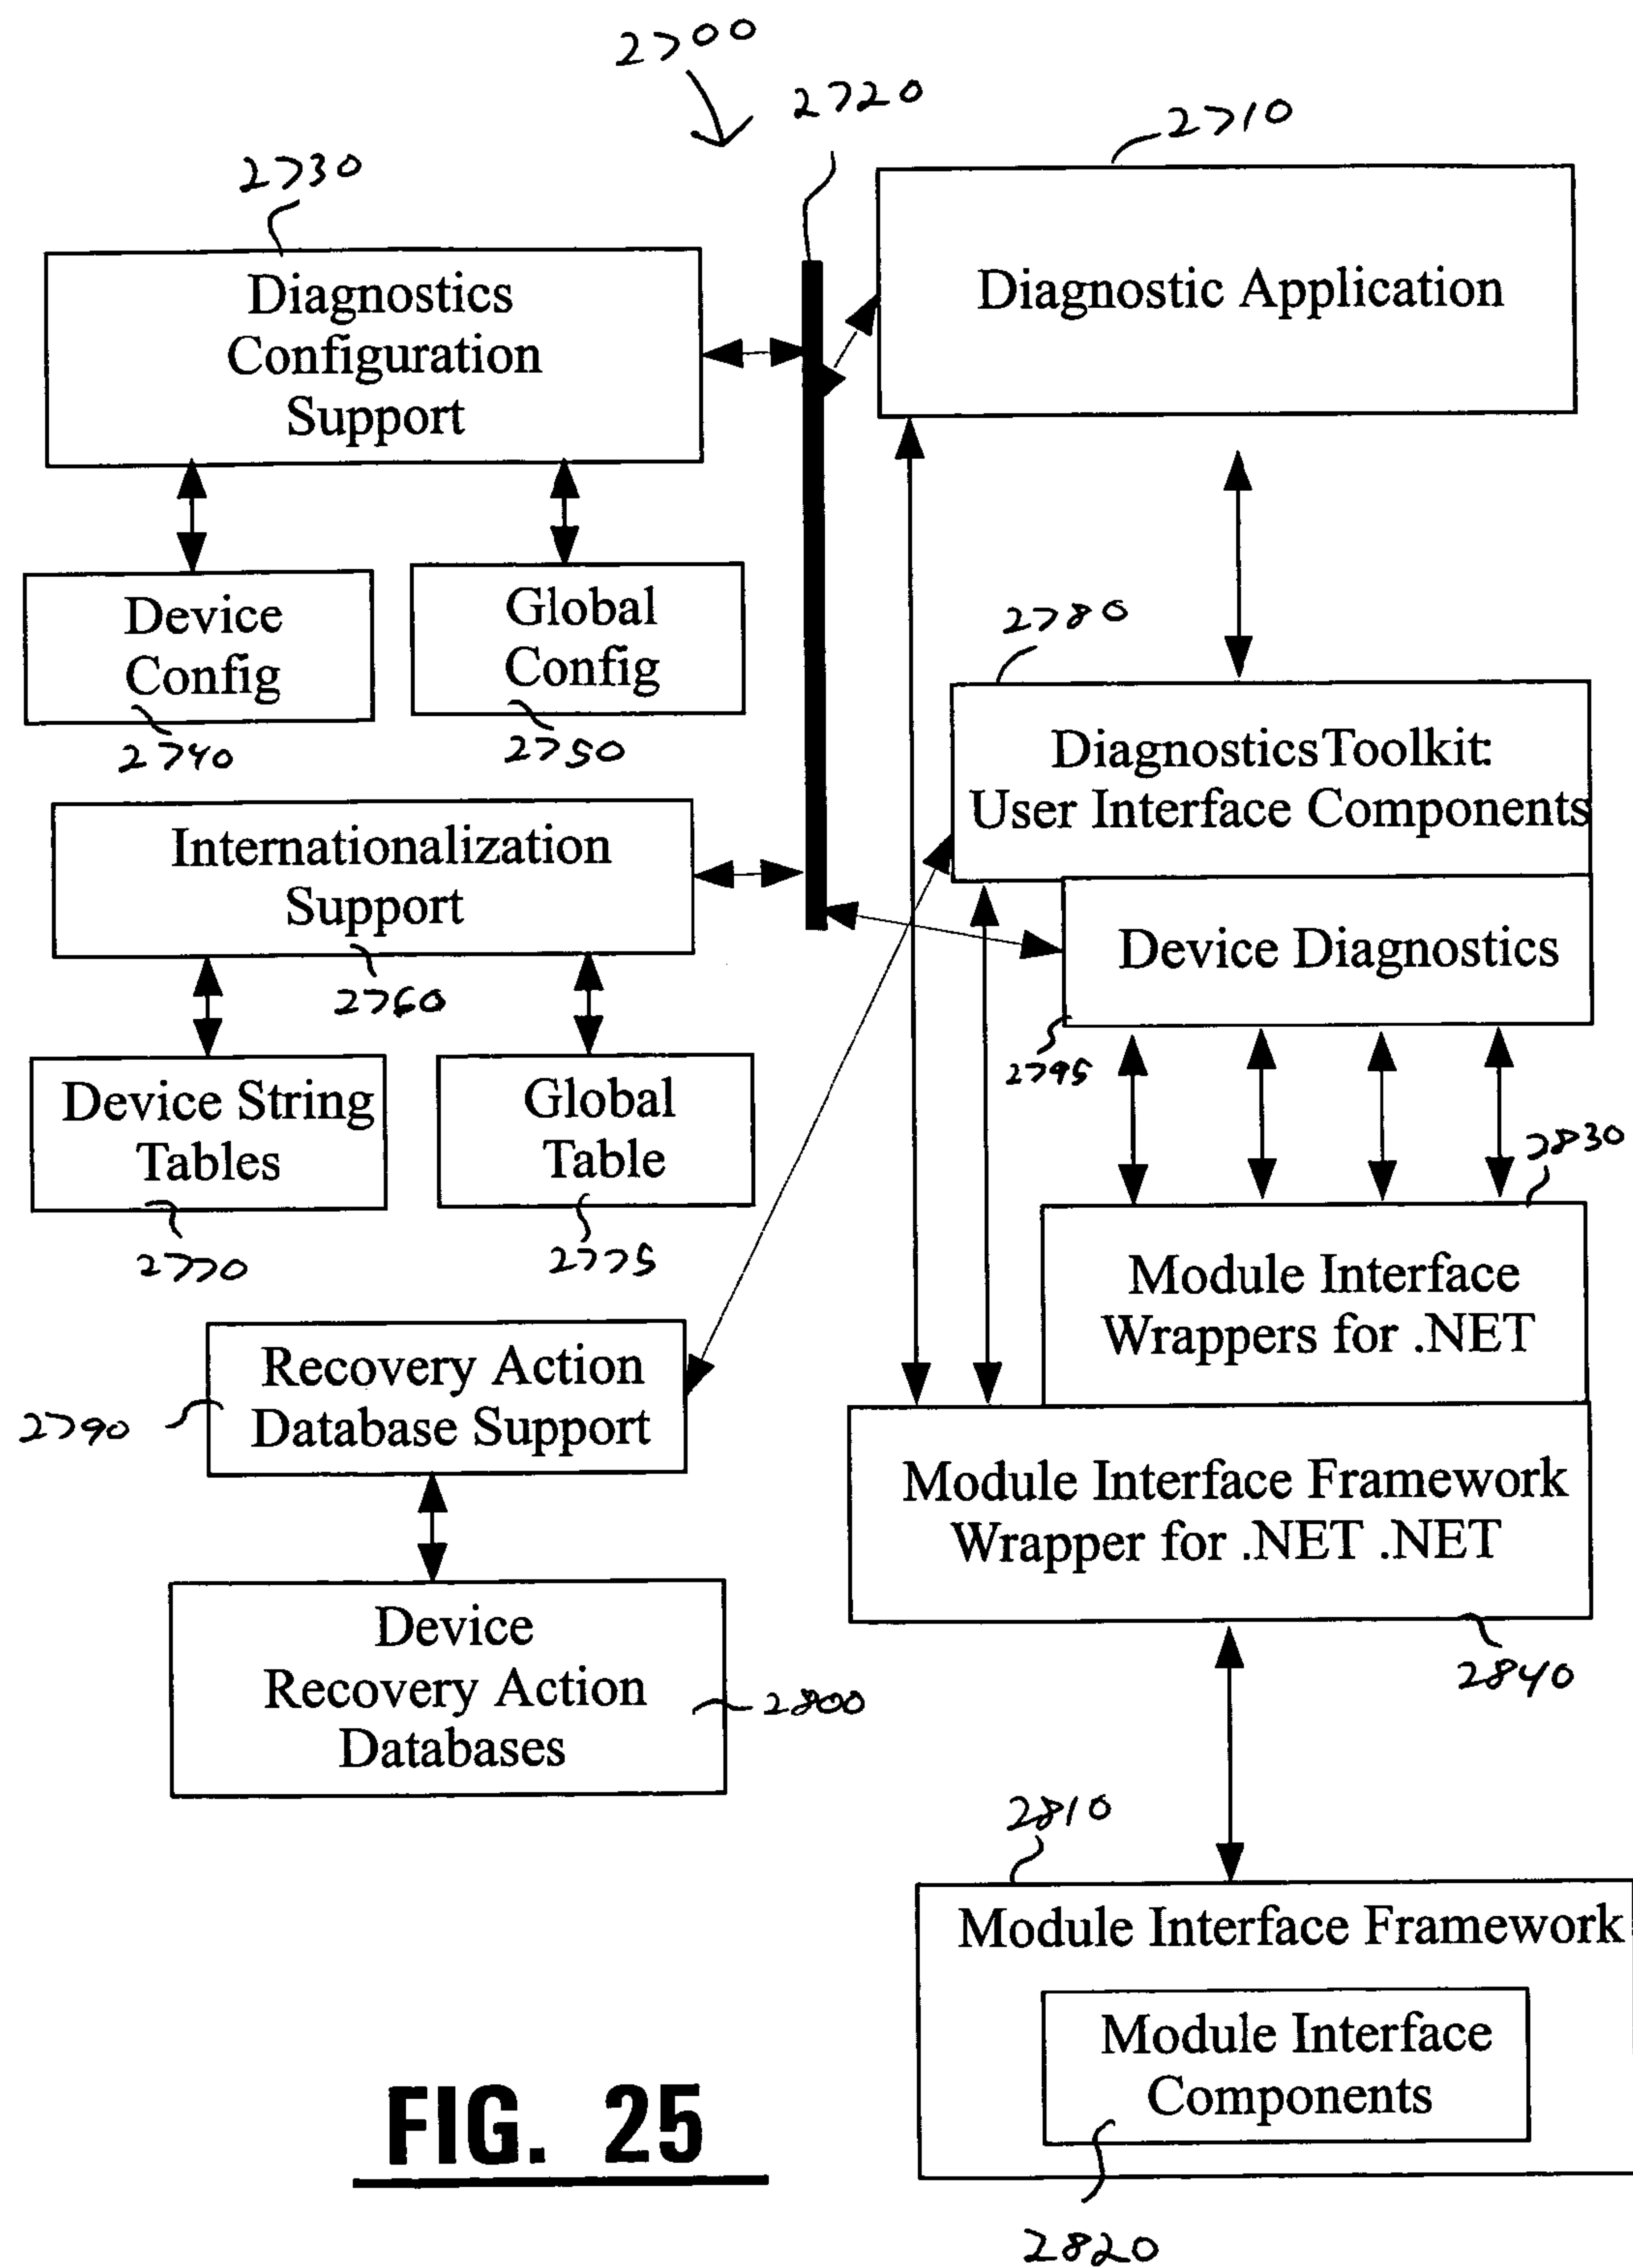 2700
2720
2710
2730
Diagnostics
Configuration
Support
Diagnostic Application
Device
Config
2740
Global
Config
2750
2780
DiagnosticsToolkit:
User Interface Components
Internationalization
Support
2760
Device Diagnostics
2795
Device String
Tables
2770
Global
Table
2775
2830
Module Interface
Wrappers for .NET
Recovery Action
Database Support
2790
Module Interface Framework
Wrapper for .NET .NET
2840
Device
Recovery Action
Databases
2800
2810
Module Interface Framework
Module Interface
Components
2820
FIG. 25